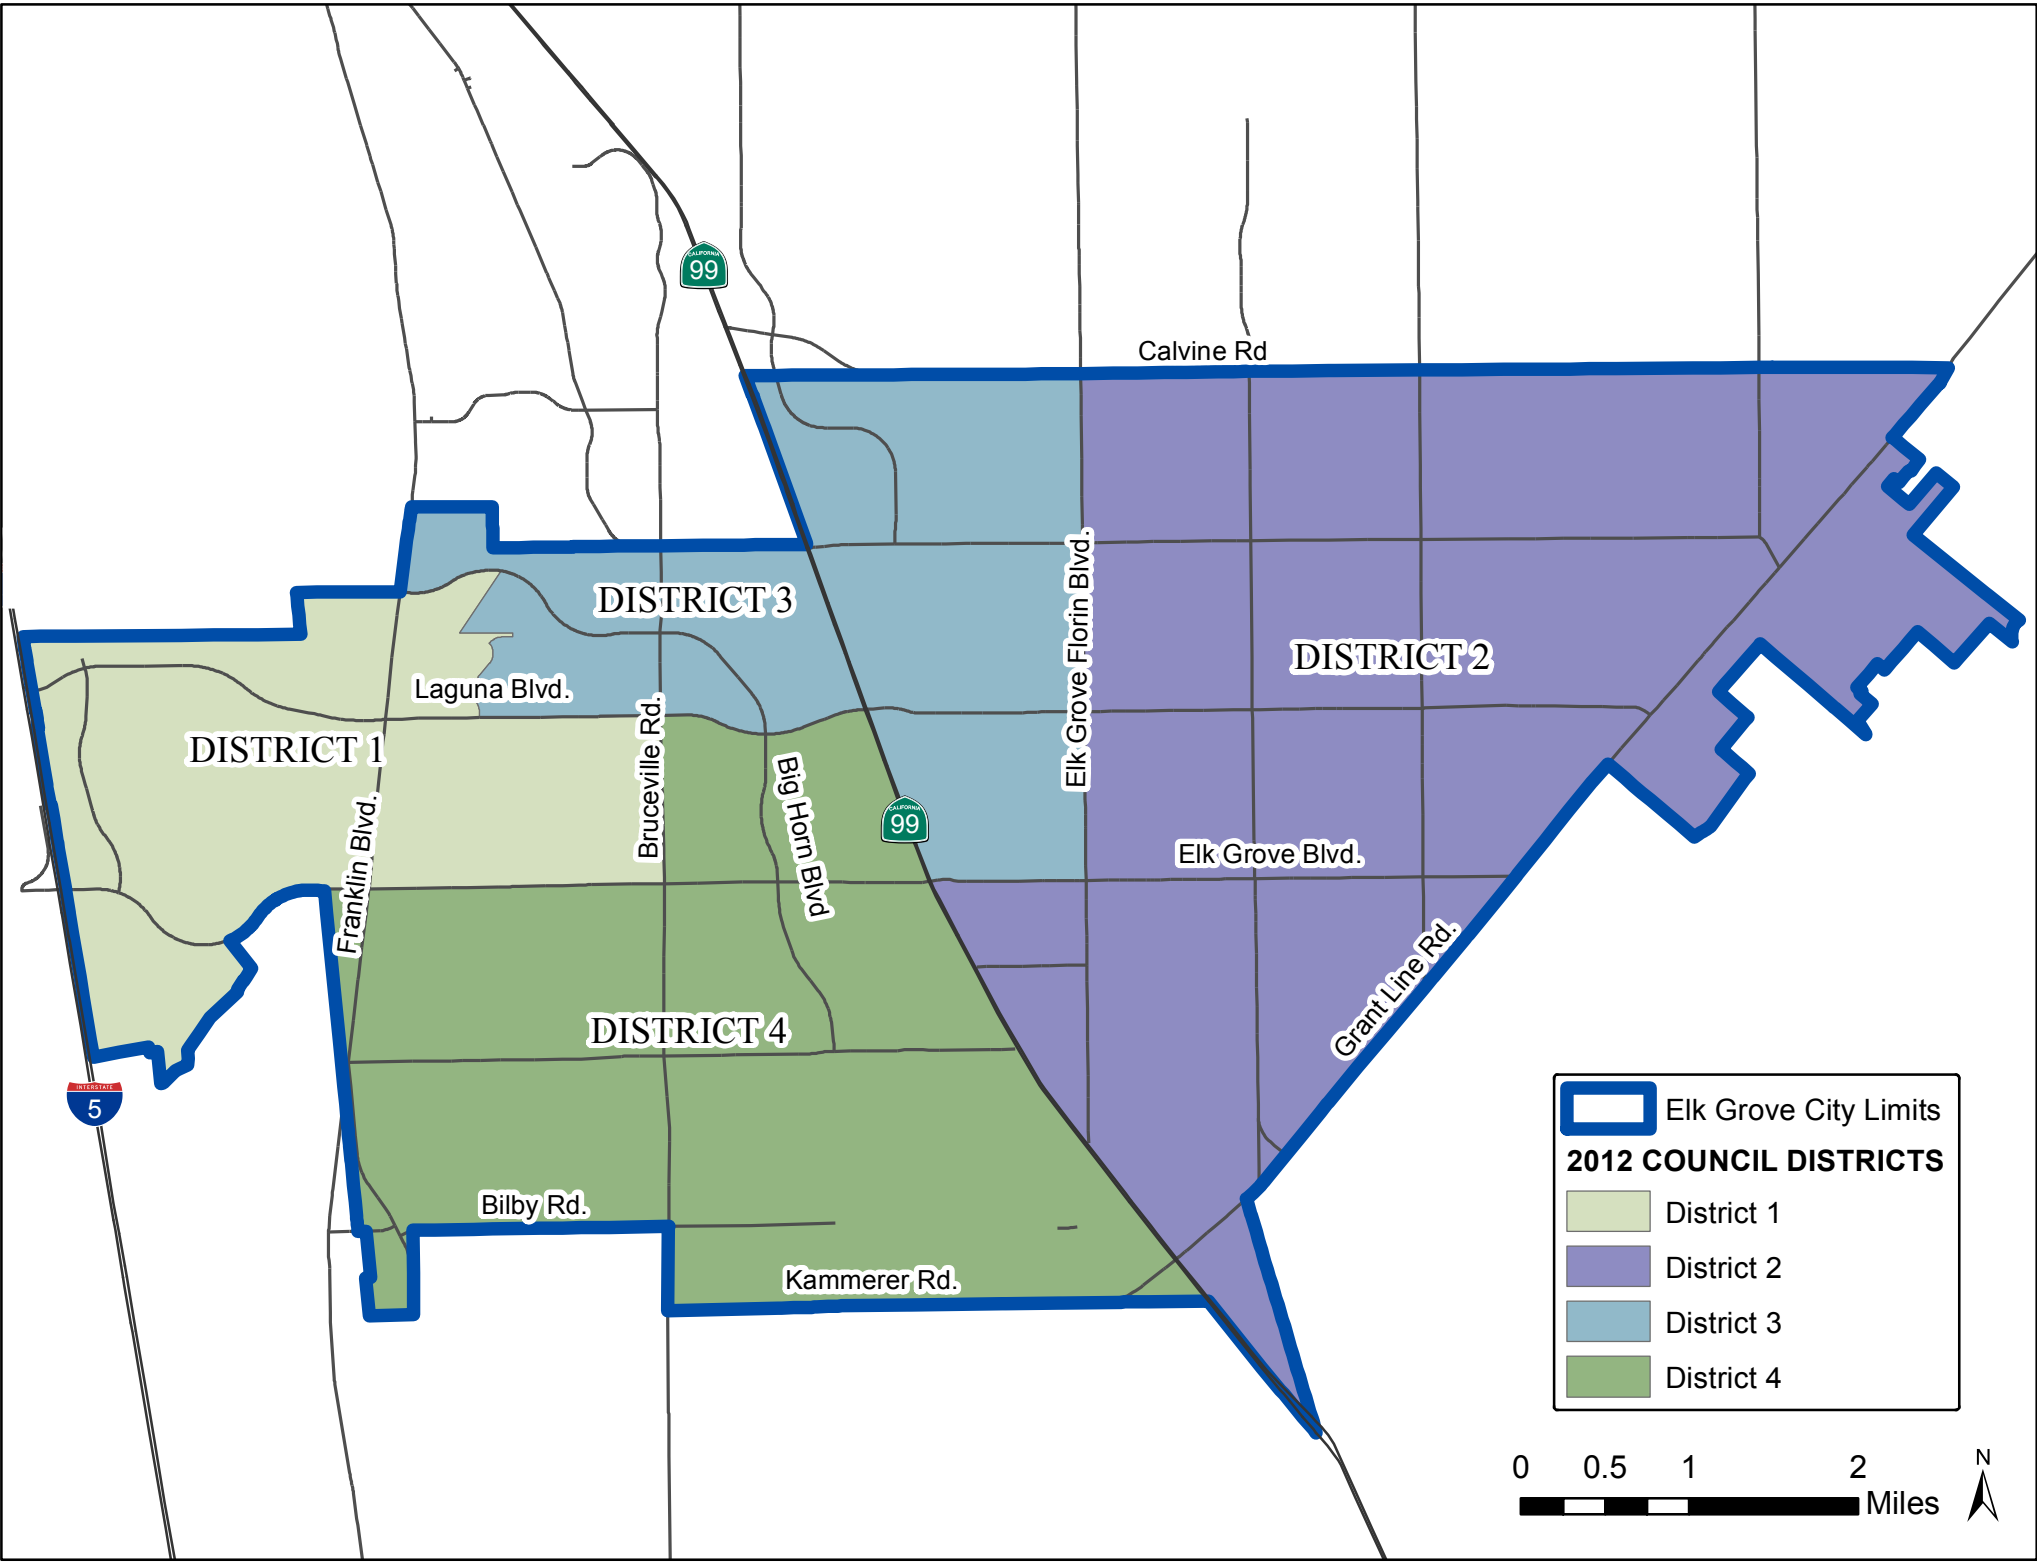 CALIFORNIA
99
Calvine Rd
DISTRICT 3
Elk Grove Florin Blvd.
DISTRICT 2
Laguna Blvd.
DISTRICT 1
Bruceville Rd.
Big Horn Blvd
CALIFORNIA
99
Franklin Blvd.
Elk Grove Blvd.
Grant Line Rd.
DISTRICT 4
INTERSTATE
5
Bilby Rd.
Kammerer Rd.
Elk Grove City Limits
2012 COUNCIL DISTRICTS
District 1
District 2
District 3
District 4
0 0.5 1 2
Miles
N